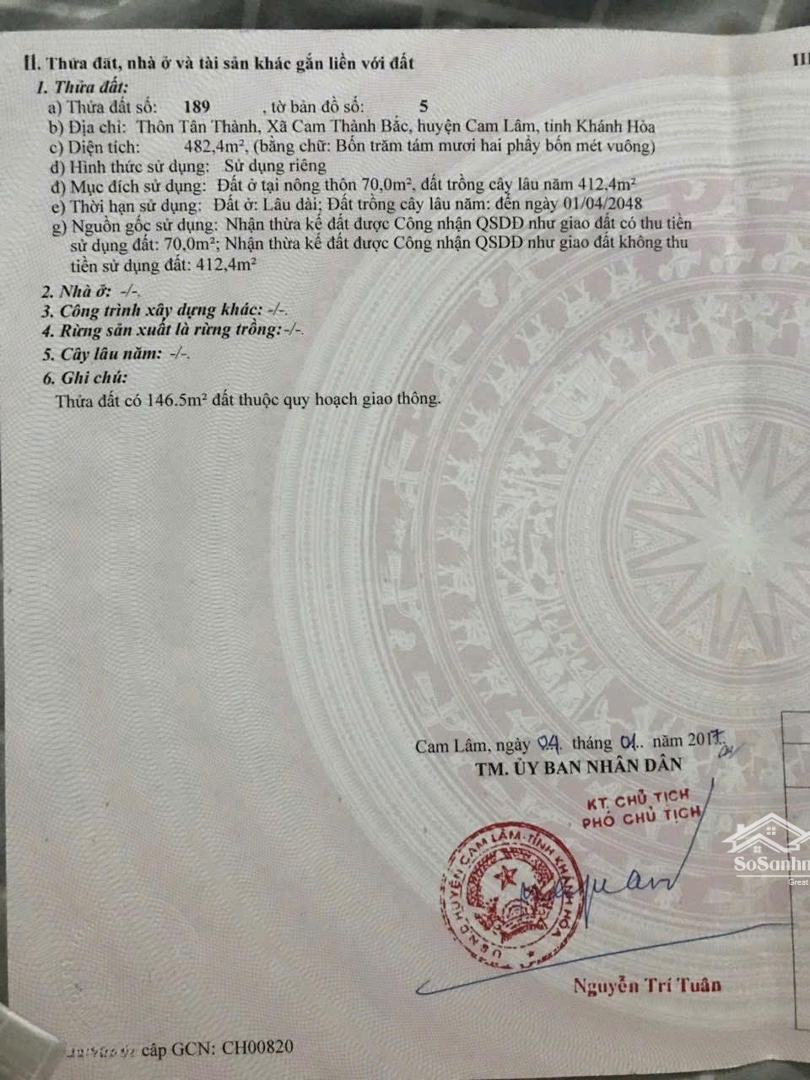 II. Thửa đất, nhà ở và tài sản khác gắn liền với đất
1. Thửa đất:
a) Thửa đất số: 189 , tờ bản đồ số: 5
b) Địa chỉ: Thôn Tân Thành, Xã Cam Thành Bắc, huyện Cam Lâm, tỉnh Khánh Hòa
c) Diện tích: 482,4m², (bằng chữ: Bốn trăm tám mươi hai phẩy bốn mét vuông)
d) Hình thức sử dụng: Sử dụng riêng
đ) Mục đích sử dụng: Đất ở tại nông thôn 70,0m², đất trồng cây lâu năm 412.4m²
e) Thời hạn sử dụng: Đất ở: Lâu dài; Đất trồng cây lâu năm: đến ngày 01/04/2048
g) Nguồn gốc sử dụng: Nhận thừa kế đất được Công nhận QSDĐ như giao đất có thu tiền
sử dụng đất: 70,0m²; Nhận thừa kế đất được Công nhận QSDĐ như giao đất không thu
tiền sử dụng đất: 412,4m²
2. Nhà ở: -/-.
3. Công trình xây dựng khác: -/-.
4. Rừng sản xuất là rừng trồng: -/-.
5. Cây lâu năm: -/-.
6. Ghi chú:
Thửa đất có 146.5m² đất thuộc quy hoạch giao thông.
III
Cam Lâm, ngày 04. tháng 01.. năm 2017.
TM. ỦY BAN NHÂN DÂN
KT. CHỦ TỊCH
PHÓ CHỦ TỊCH
U.B.N.D HUYỆN CAM LÂM-TỈNH KHÁNH HÒA
SoSanhn
Great
Nguyễn Trí Tuân
cấp GCN: CH00820